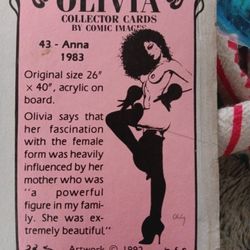 OLIVIA
COLLECTOR CARDS
BY COMIC IMAGES
43 - Anna
1983
Original size 26"
× 40", acrylic on
board.
Olivia says that
her fascination
with the female
form was heavily
influenced by her
mother who was
"a powerful
figure in my fami-
ly. She was ex-
tremely beautiful"
Artwork © 1992